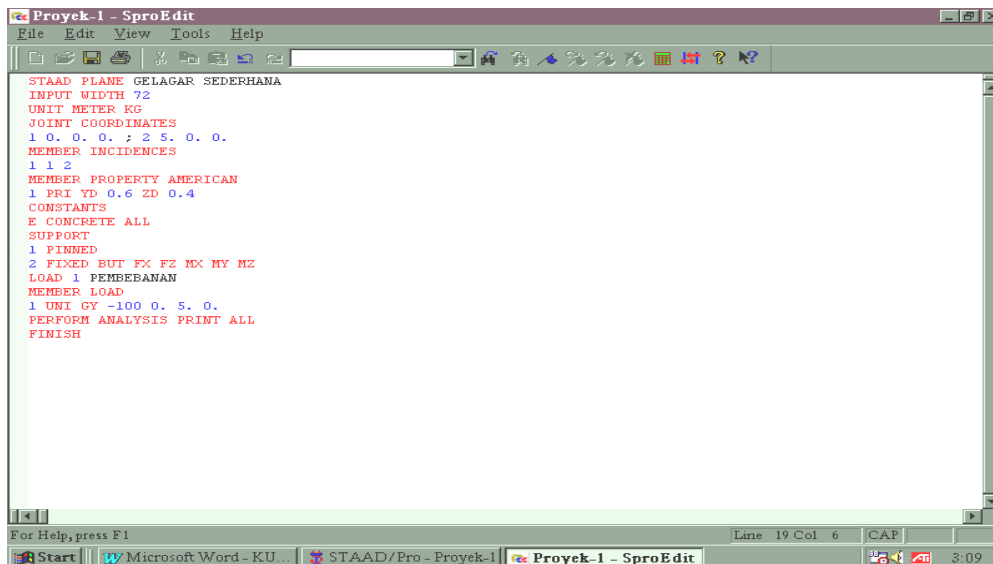 Proyek-1 - SproEdit
File Edit View Tools Help
STAAD PLANE GELAGAR SEDERHANA
INPUT WIDTH 72
UNIT METER KG
JOINT COORDINATES
1 0. 0. 0. ; 2 5. 0. 0.
MEMBER INCIDENCES
1 1 2
MEMBER PROPERTY AMERICAN
1 PRI YD 0.6 ZD 0.4
CONSTANTS
E CONCRETE ALL
SUPPORT
1 PINNED
2 FIXED BUT FX FZ MX MY MZ
LOAD 1 PEMBEBANAN
MEMBER LOAD
1 UNI GY -100 0. 5. 0.
PERFORM ANALYSIS PRINT ALL
FINISH
For Help, press F1 Line 19 Col 6 CAP
Start Microsoft Word - KU... STAAD/Pro - Proyek-1 Proyek-1 - SproEdit ATI 3:09